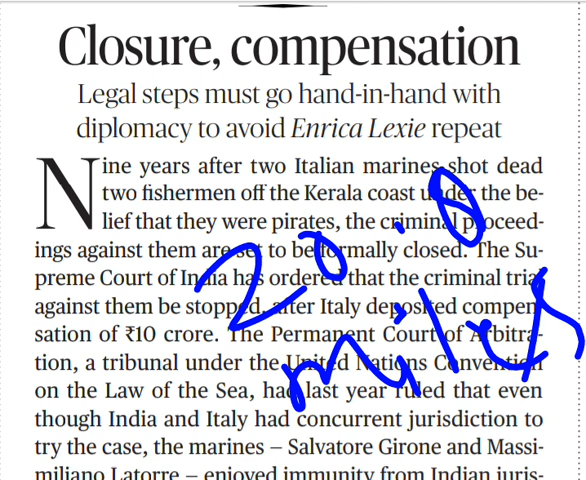 Closure, compensation
Legal steps must go hand-in-hand with
diplomacy to avoid Enrica Lexie repeat
Nine years after two Italian marines shot dead
two fishermen off the Kerala coast under the be-
lief that they were pirates, the criminal proceed-
ings against them are set to be formally closed. The Su-
preme Court of India has ordered that the criminal trial
against them be stopped, after Italy deposited compen-
sation of ₹10 crore. The Permanent Court of Arbitra-
tion, a tribunal under the United Nations Convention
on the Law of the Sea, had last year ruled that even
though India and Italy had concurrent jurisdiction to
try the case, the marines – Salvatore Girone and Massi-
miliano Latorre – enjoyed immunity from Indian juris-